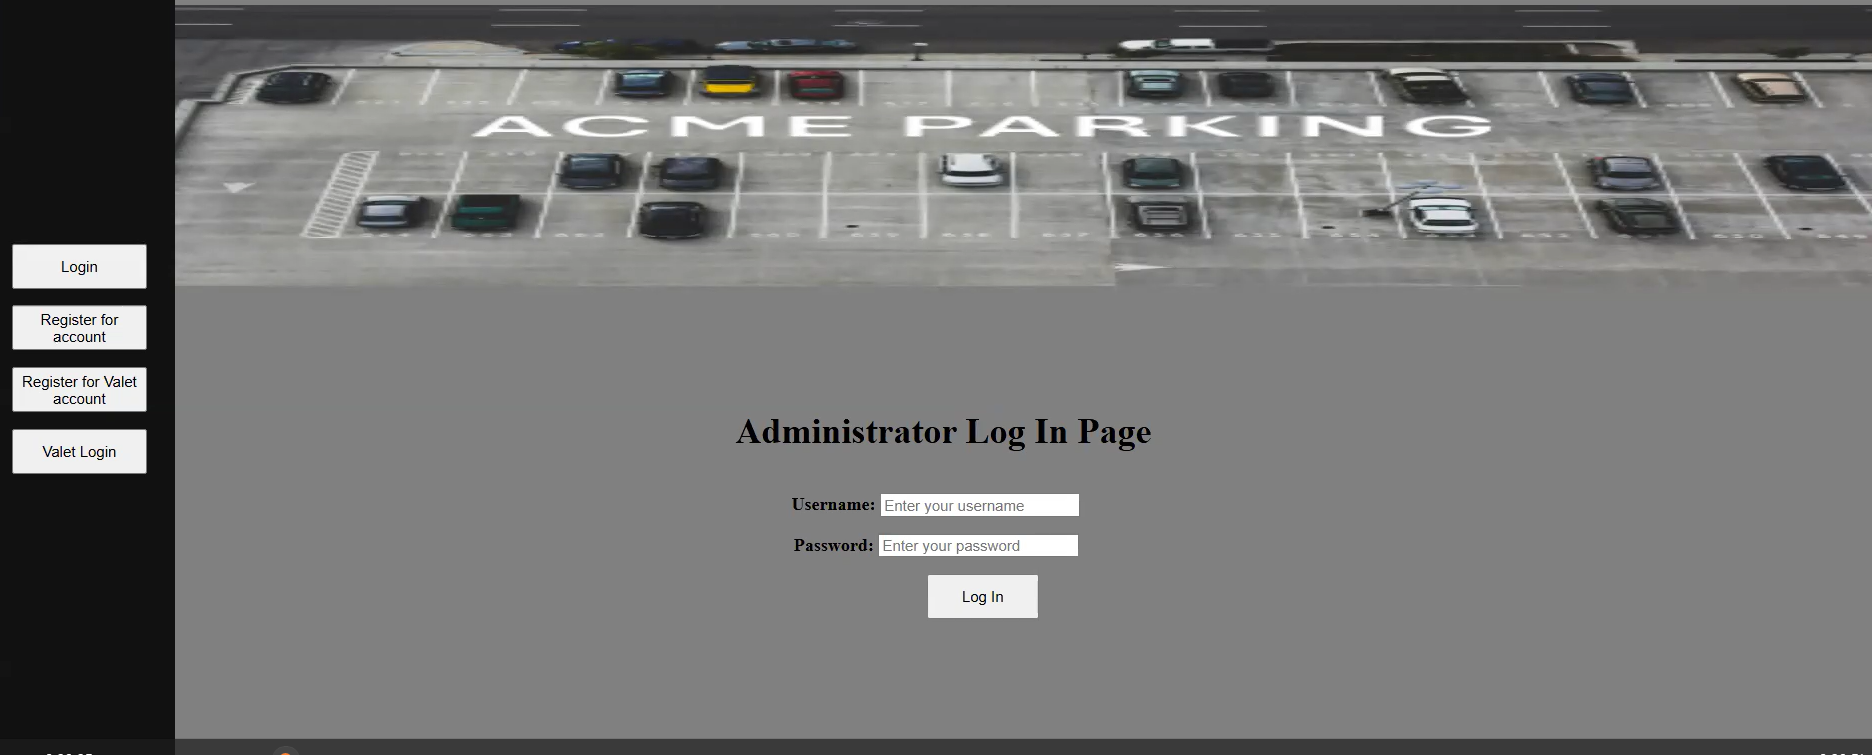 ACME PARKING
Login
Register for
account
Register for Valet
account
Valet Login
Administrator Log In Page
Username: Enter your username
Password: Enter your password
Log In